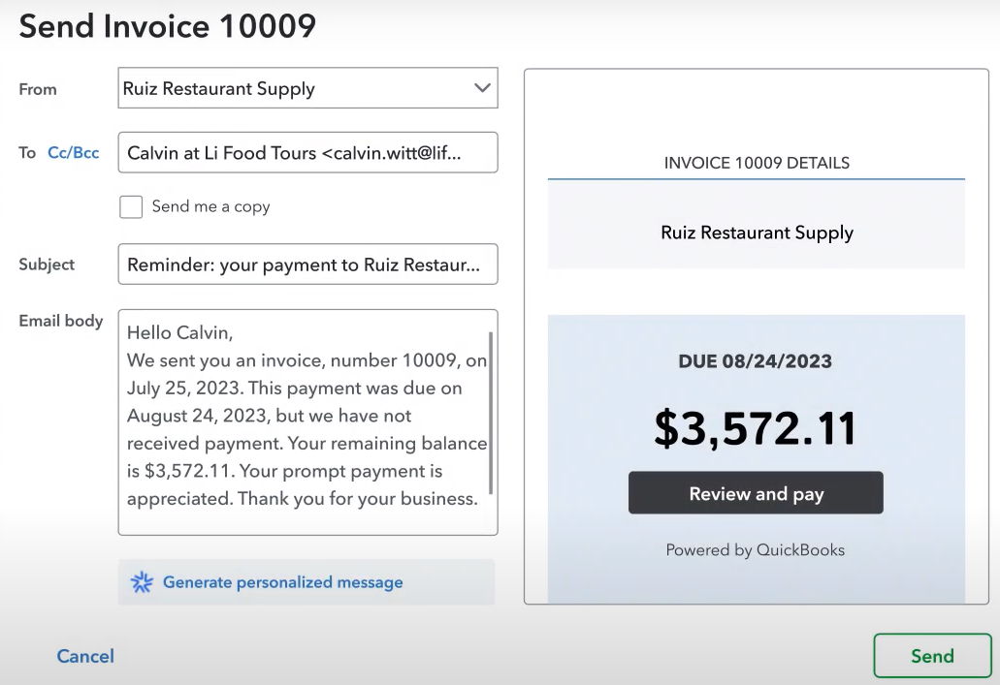 Send Invoice 10009
From
Ruiz Restaurant Supply
To Cc/Bcc
Calvin at Li Food Tours <calvin.witt@lif...
Send me a copy
Subject
Reminder: your payment to Ruiz Restaur...
Email body
Hello Calvin,
We sent you an invoice, number 10009, on
July 25, 2023. This payment was due on
August 24, 2023, but we have not
received payment. Your remaining balance
is $3,572.11. Your prompt payment is
appreciated. Thank you for your business.
Generate personalized message
INVOICE 10009 DETAILS
Ruiz Restaurant Supply
DUE 08/24/2023
$3,572.11
Review and pay
Powered by QuickBooks
Cancel
Send